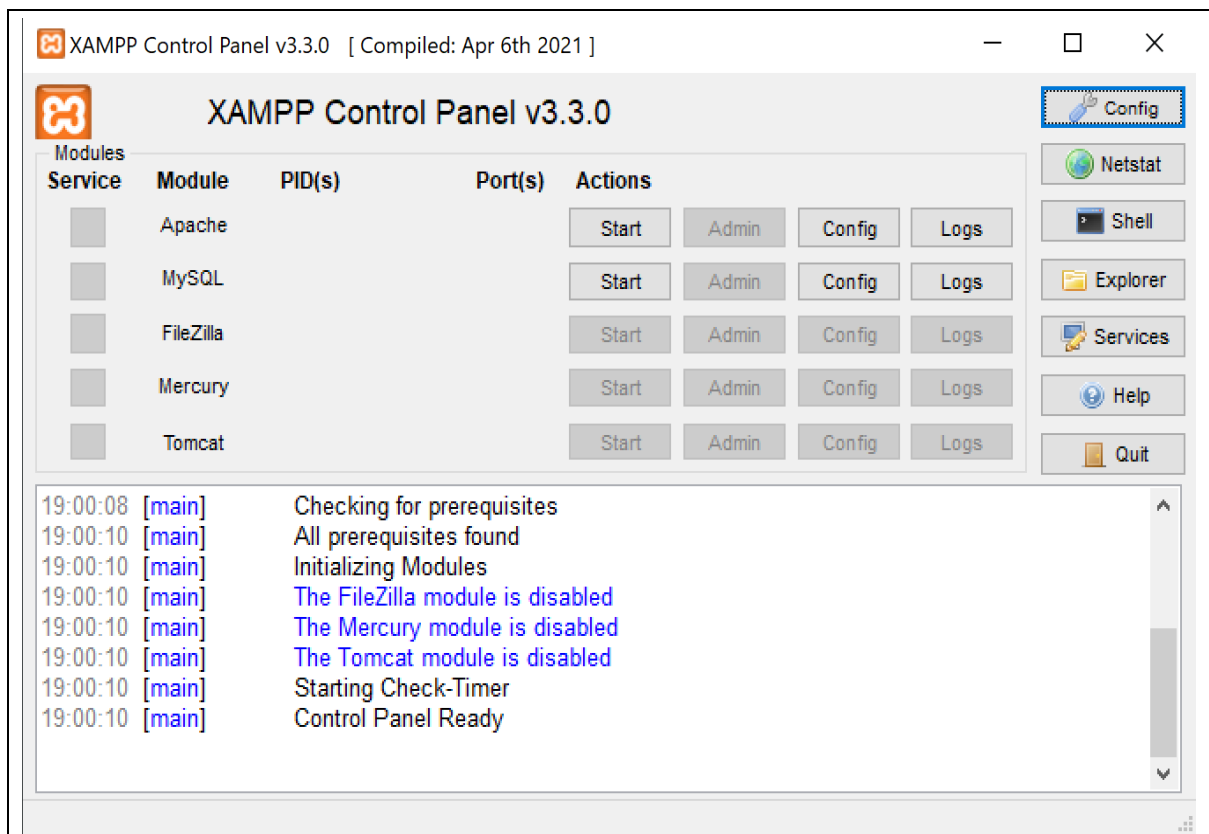 XAMPP Control Panel v3.3.0 [ Compiled: Apr 6th 2021 ]
XAMPP Control Panel v3.3.0
Config
Netstat
Shell
Explorer
Services
Help
Quit
Modules
Service Module PID(s) Port(s) Actions
Apache Start Admin Config Logs
MySQL Start Admin Config Logs
FileZilla Start Admin Config Logs
Mercury Start Admin Config Logs
Tomcat Start Admin Config Logs
19:00:08 [main] Checking for prerequisites
19:00:10 [main] All prerequisites found
19:00:10 [main] Initializing Modules
19:00:10 [main] The FileZilla module is disabled
19:00:10 [main] The Mercury module is disabled
19:00:10 [main] The Tomcat module is disabled
19:00:10 [main] Starting Check-Timer
19:00:10 [main] Control Panel Ready